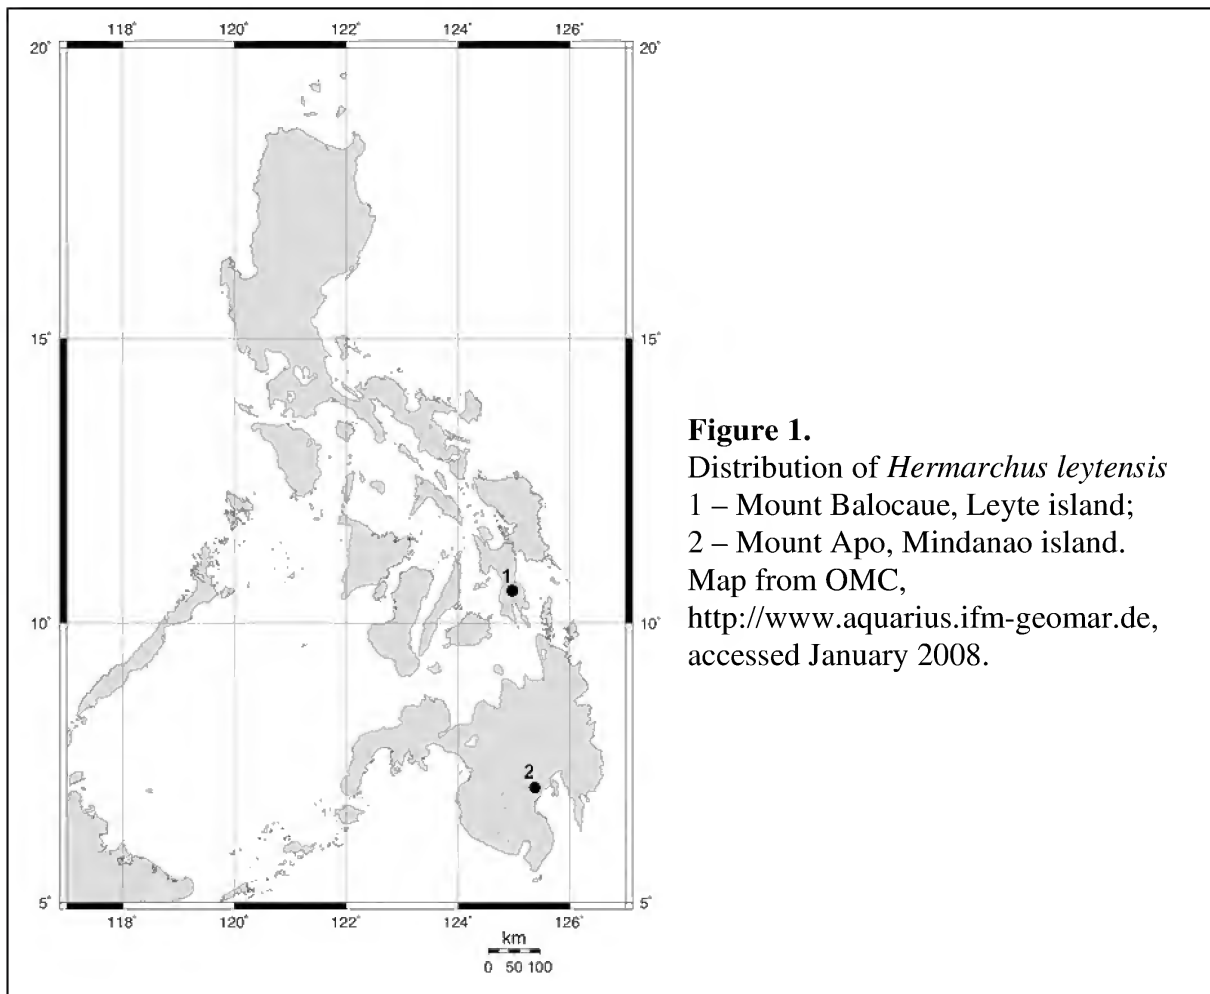 118° 120° 122° 124° 126°
20° 20°
15° 15°
Figure 1.
Distribution of Hermarchus leytensis
1 – Mount Balocaue, Leyte island;
2 – Mount Apo, Mindanao island.
Map from OMC,
http://www.aquarius.ifm-geomar.de,
accessed January 2008.
1
10° 10°
2
5° 5°
118° 120° 122° 124° 126°
km
0 50 100